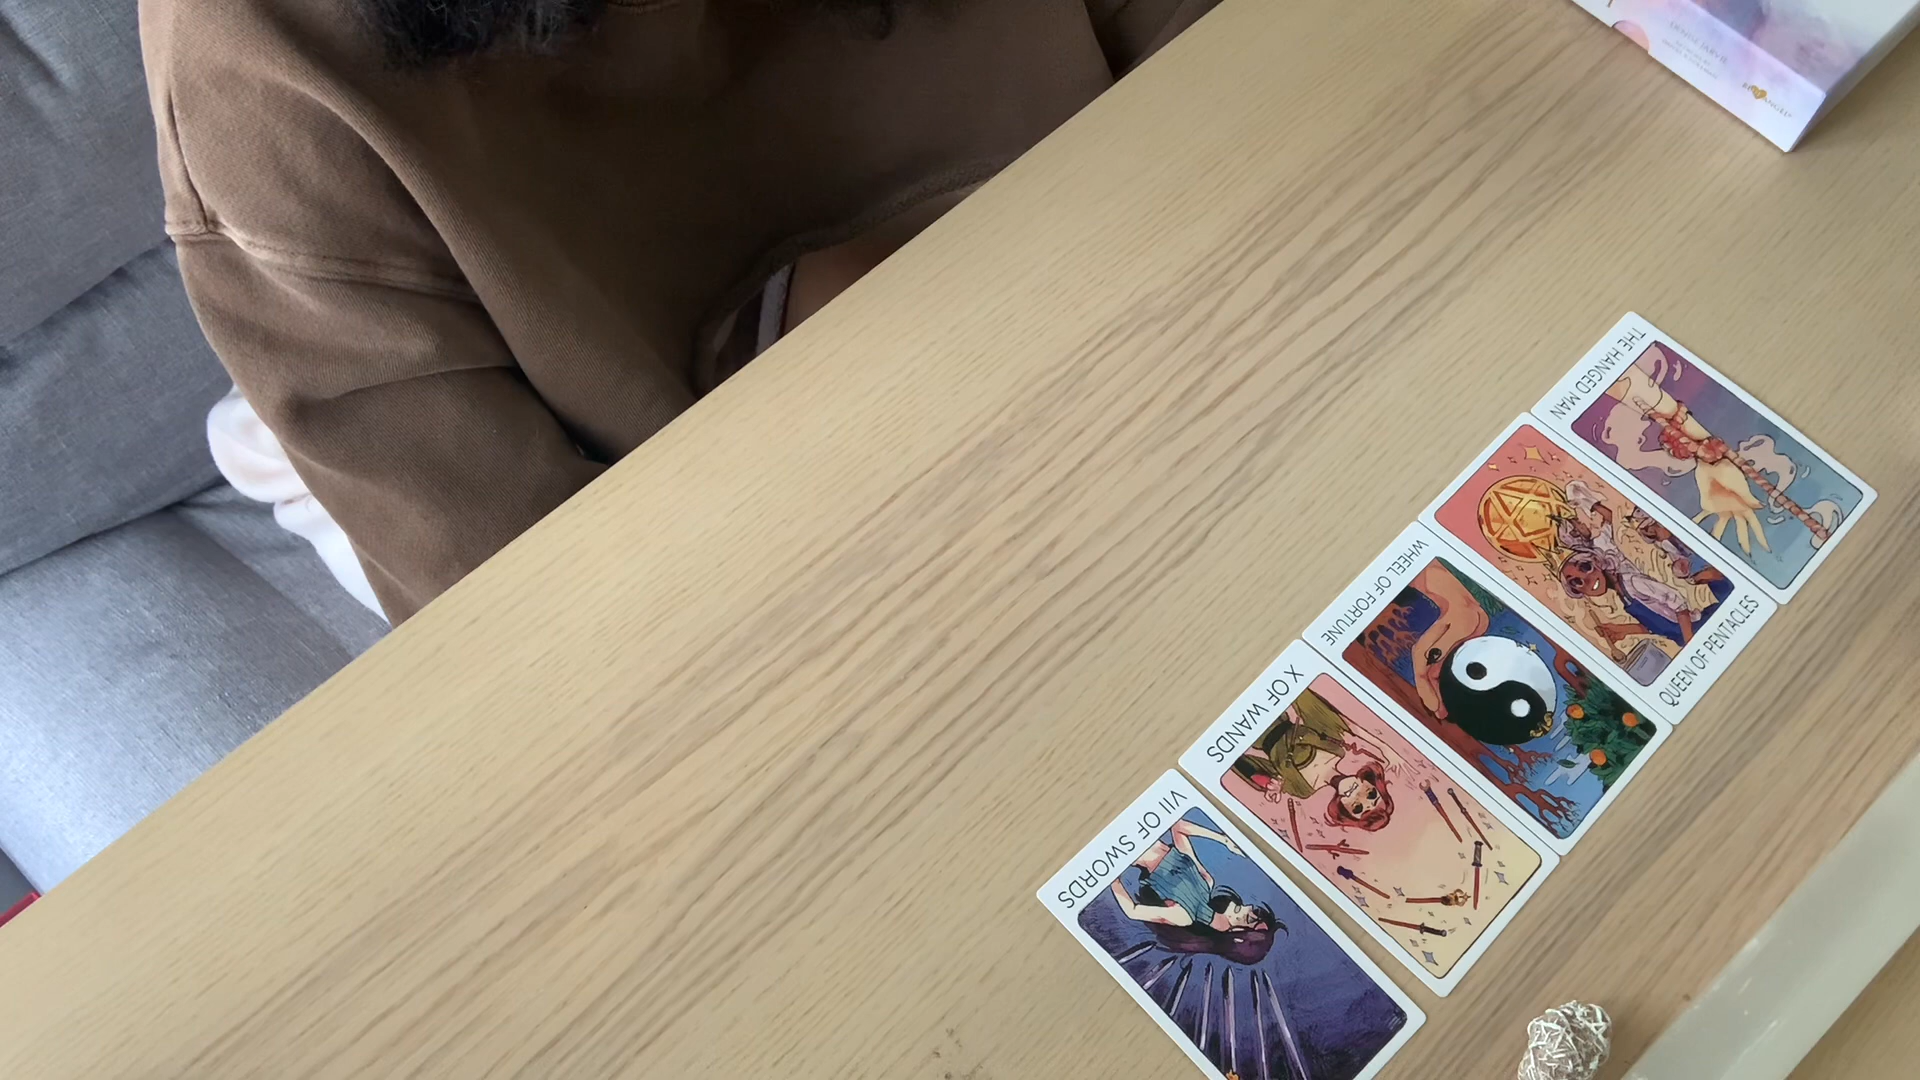 THE HANGED MAN
QUEEN OF PENTACLES
WHEEL OF FORTUNE
X OF WANDS
VII OF SWORDS